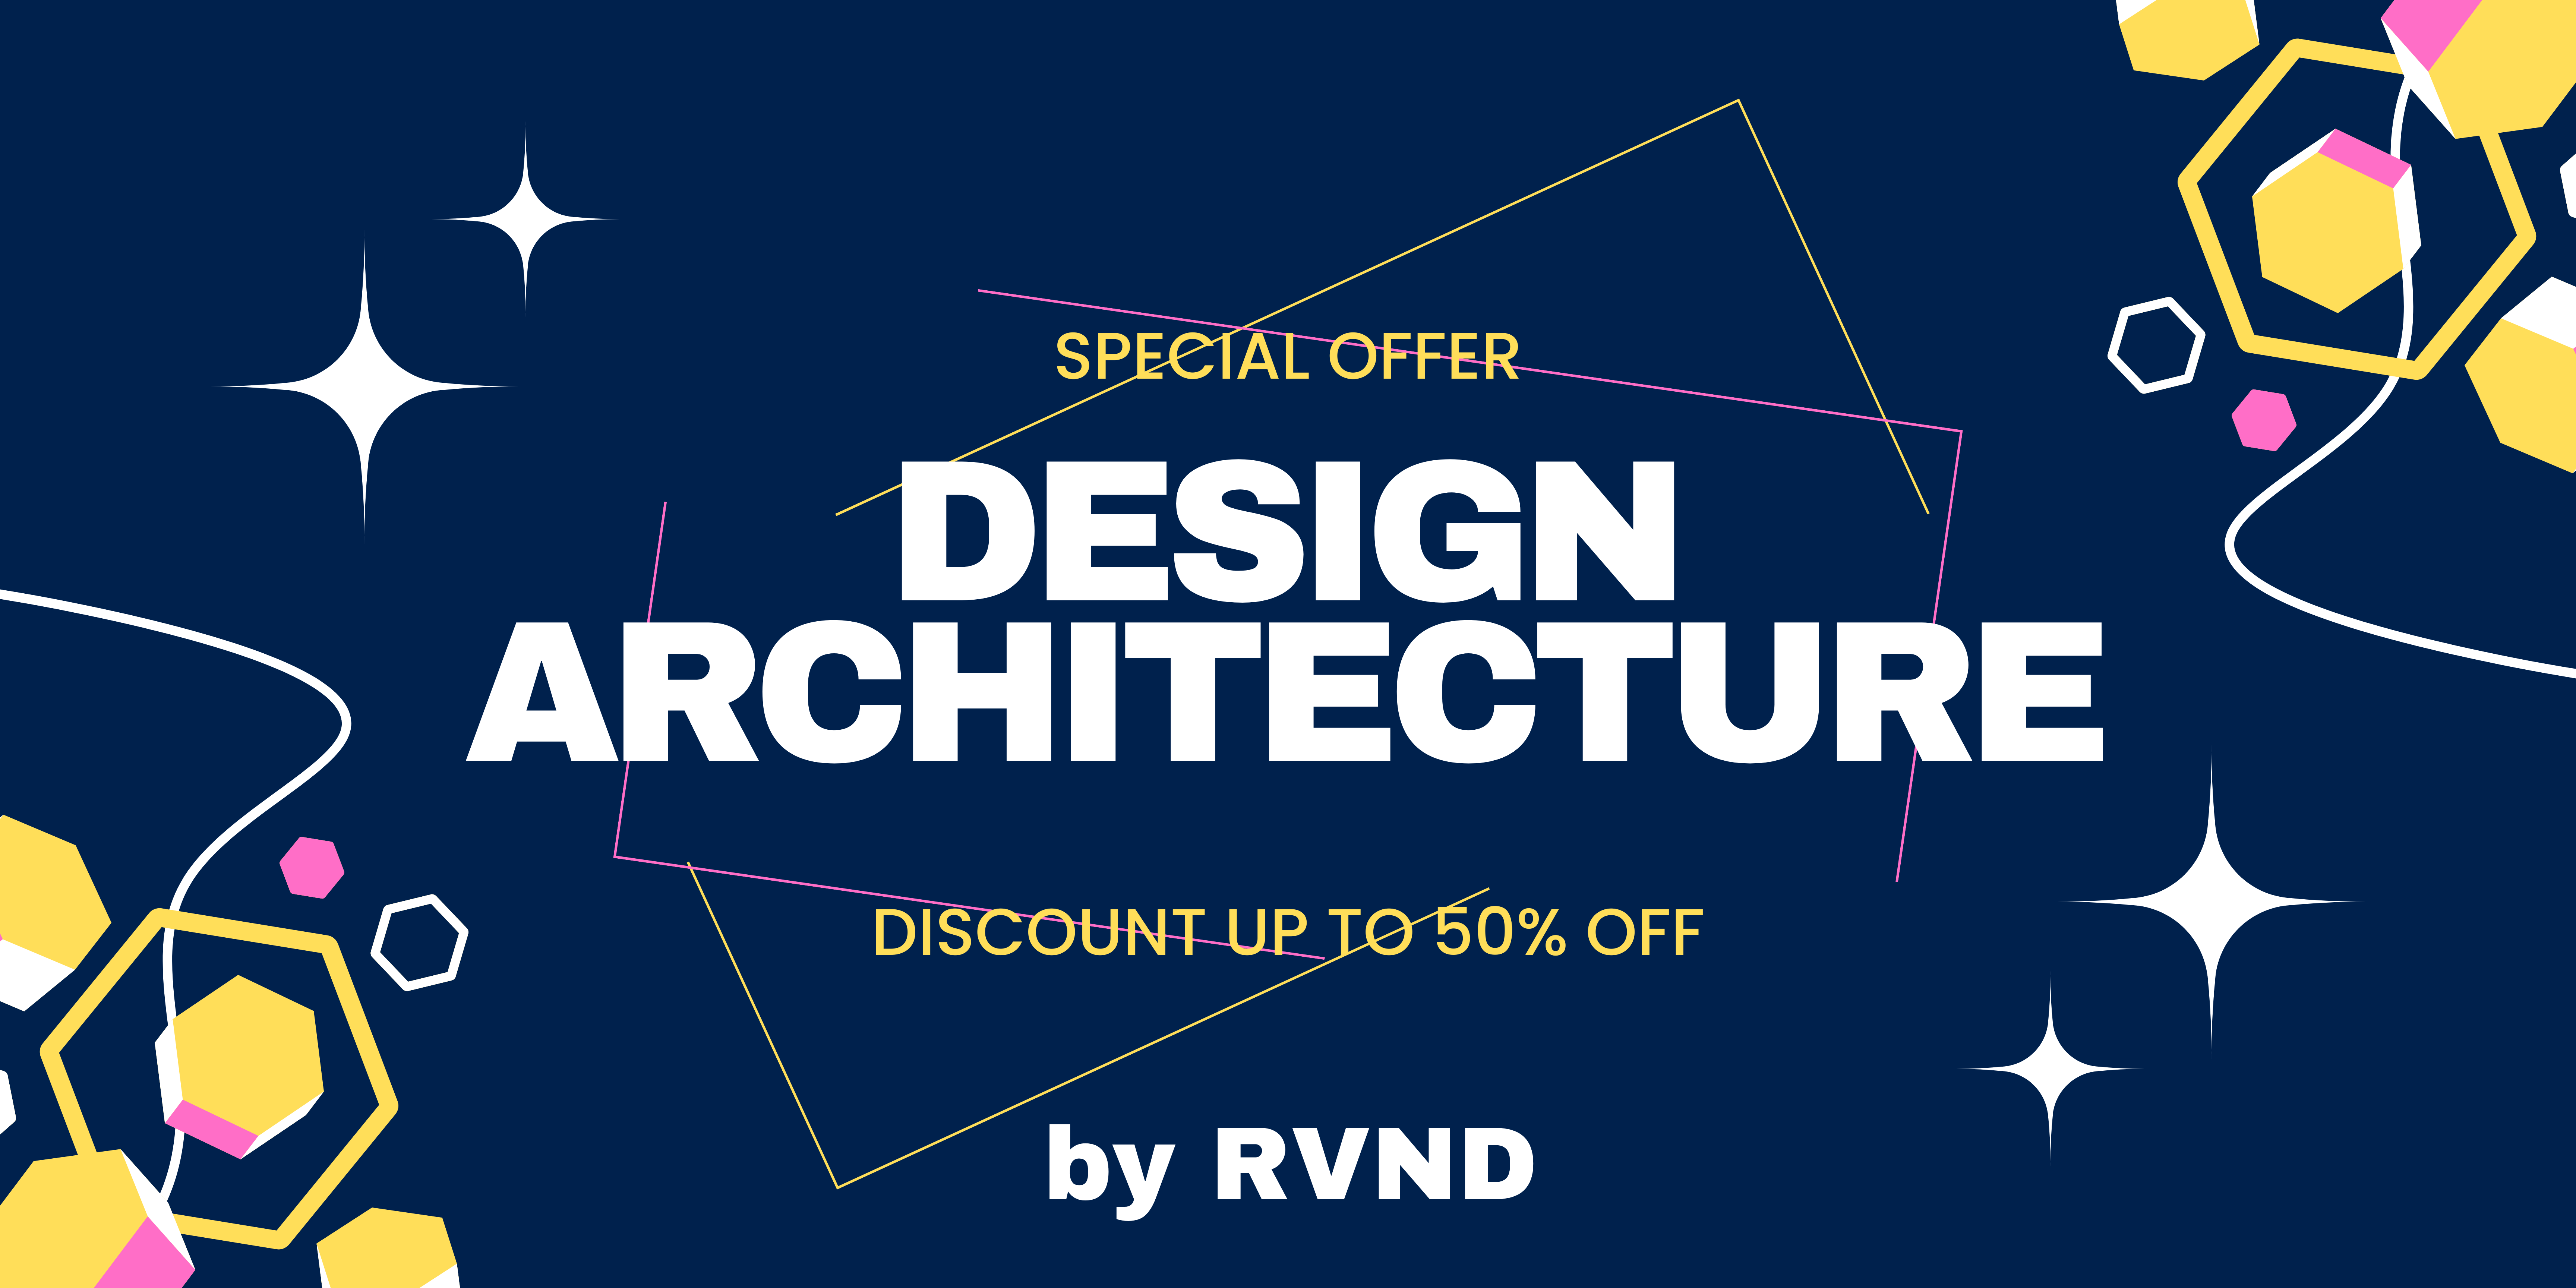 SPECIAL OFFER
DESIGN
ARCHITECTURE
DISCOUNT UP TO 50% OFF
by RVND